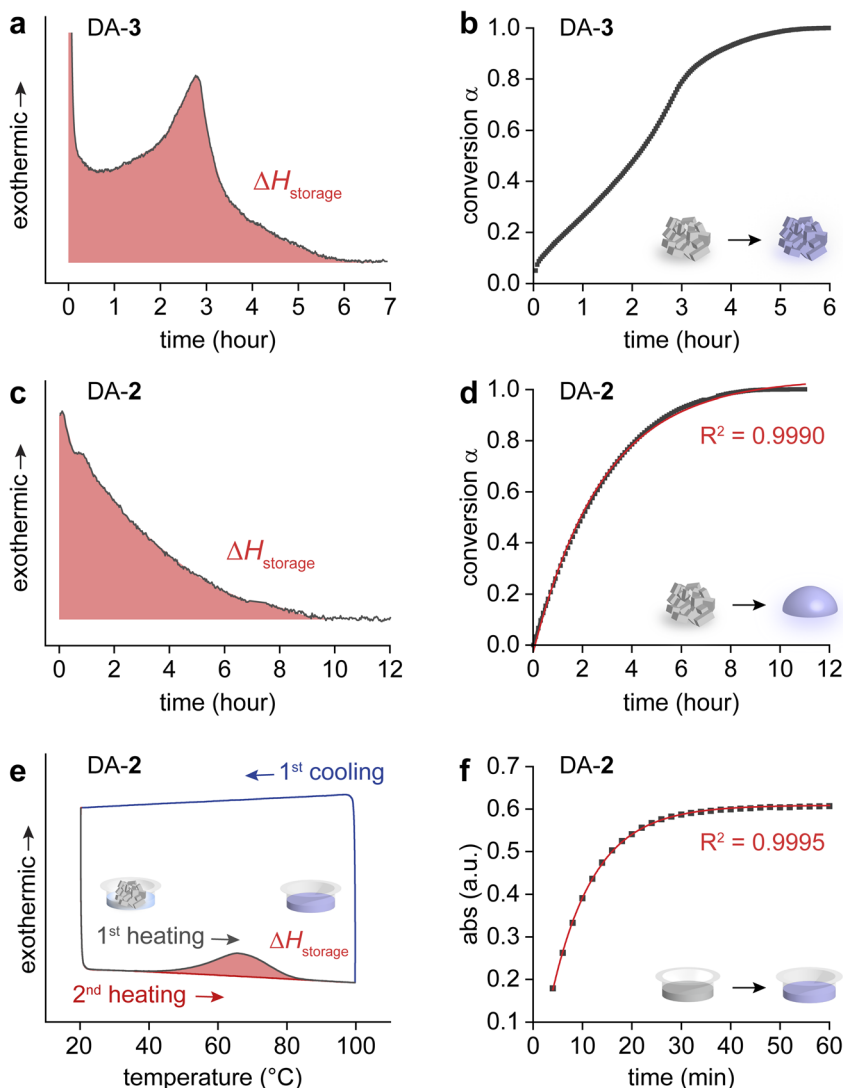 a DA-3
exothermic →
ΔH storage
0 1 2 3 4 5 6 7
time (hour)
b DA-3
conversion α
1.0
0.8
0.6
0.4
0.2
0.0
0 1 2 3 4 5 6
time (hour)
c DA-2
exothermic →
ΔH storage
0 2 4 6 8 10 12
time (hour)
d DA-2
conversion α
1.0
0.8
0.6
0.4
0.2
0.0
R² = 0.9990
0 2 4 6 8 10 12
time (hour)
e DA-2
exothermic →
← 1st cooling
1st heating →
ΔH storage
2nd heating →
20 40 60 80 100
temperature (°C)
f DA-2
abs (a.u.)
0.7
0.6
0.5
0.4
0.3
0.2
0.1
R² = 0.9995
0 10 20 30 40 50 60
time (min)